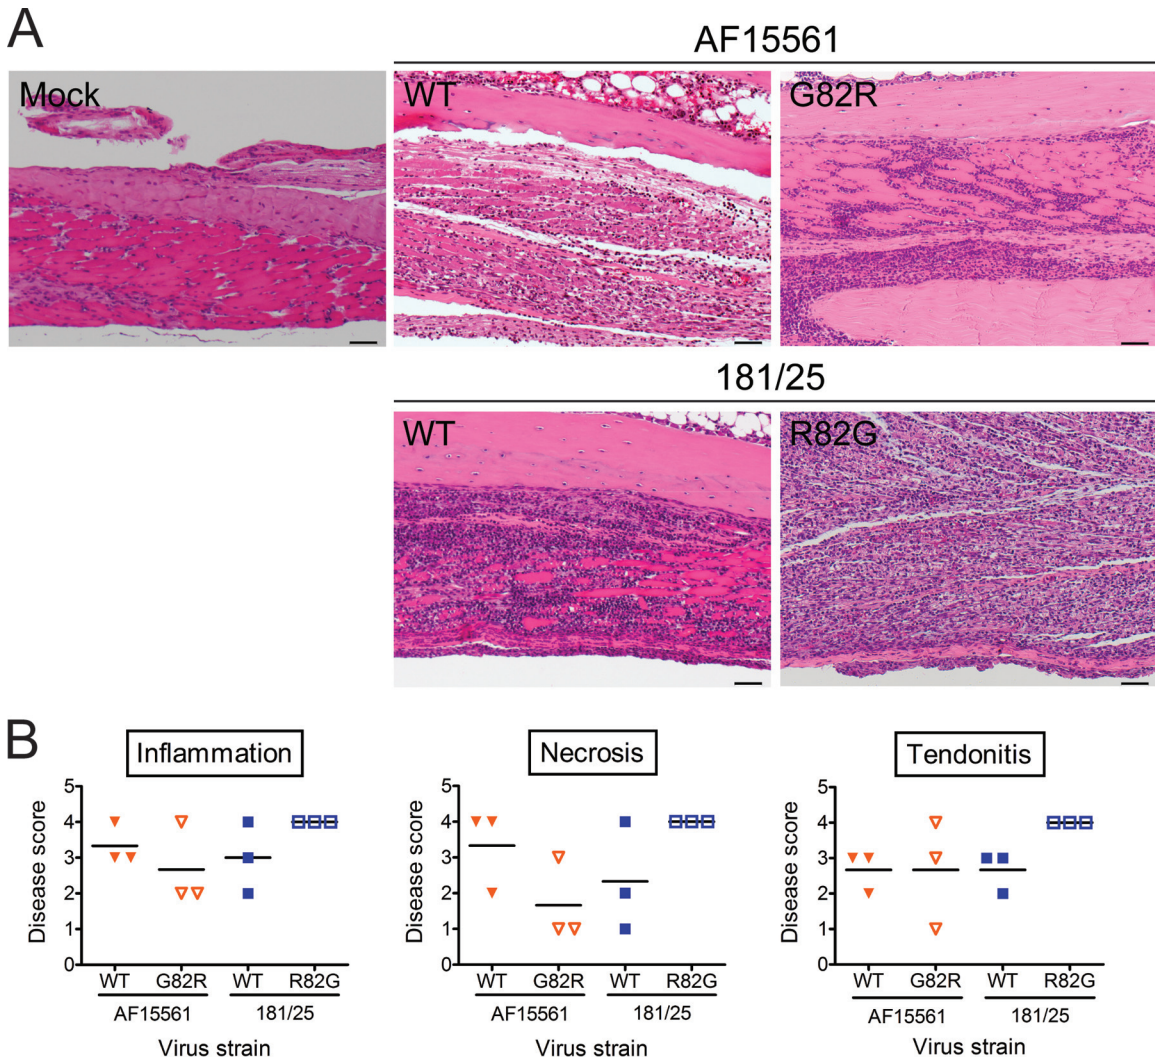 A
AF15561
Mock
WT
G82R
181/25
WT
R82G
B
Inflammation
Disease score
5
4
3
2
1
0
WT G82R WT R82G
AF15561 181/25
Virus strain
Necrosis
Disease score
5
4
3
2
1
0
WT G82R WT R82G
AF15561 181/25
Virus strain
Tendonitis
Disease score
5
4
3
2
1
0
WT G82R WT R82G
AF15561 181/25
Virus strain